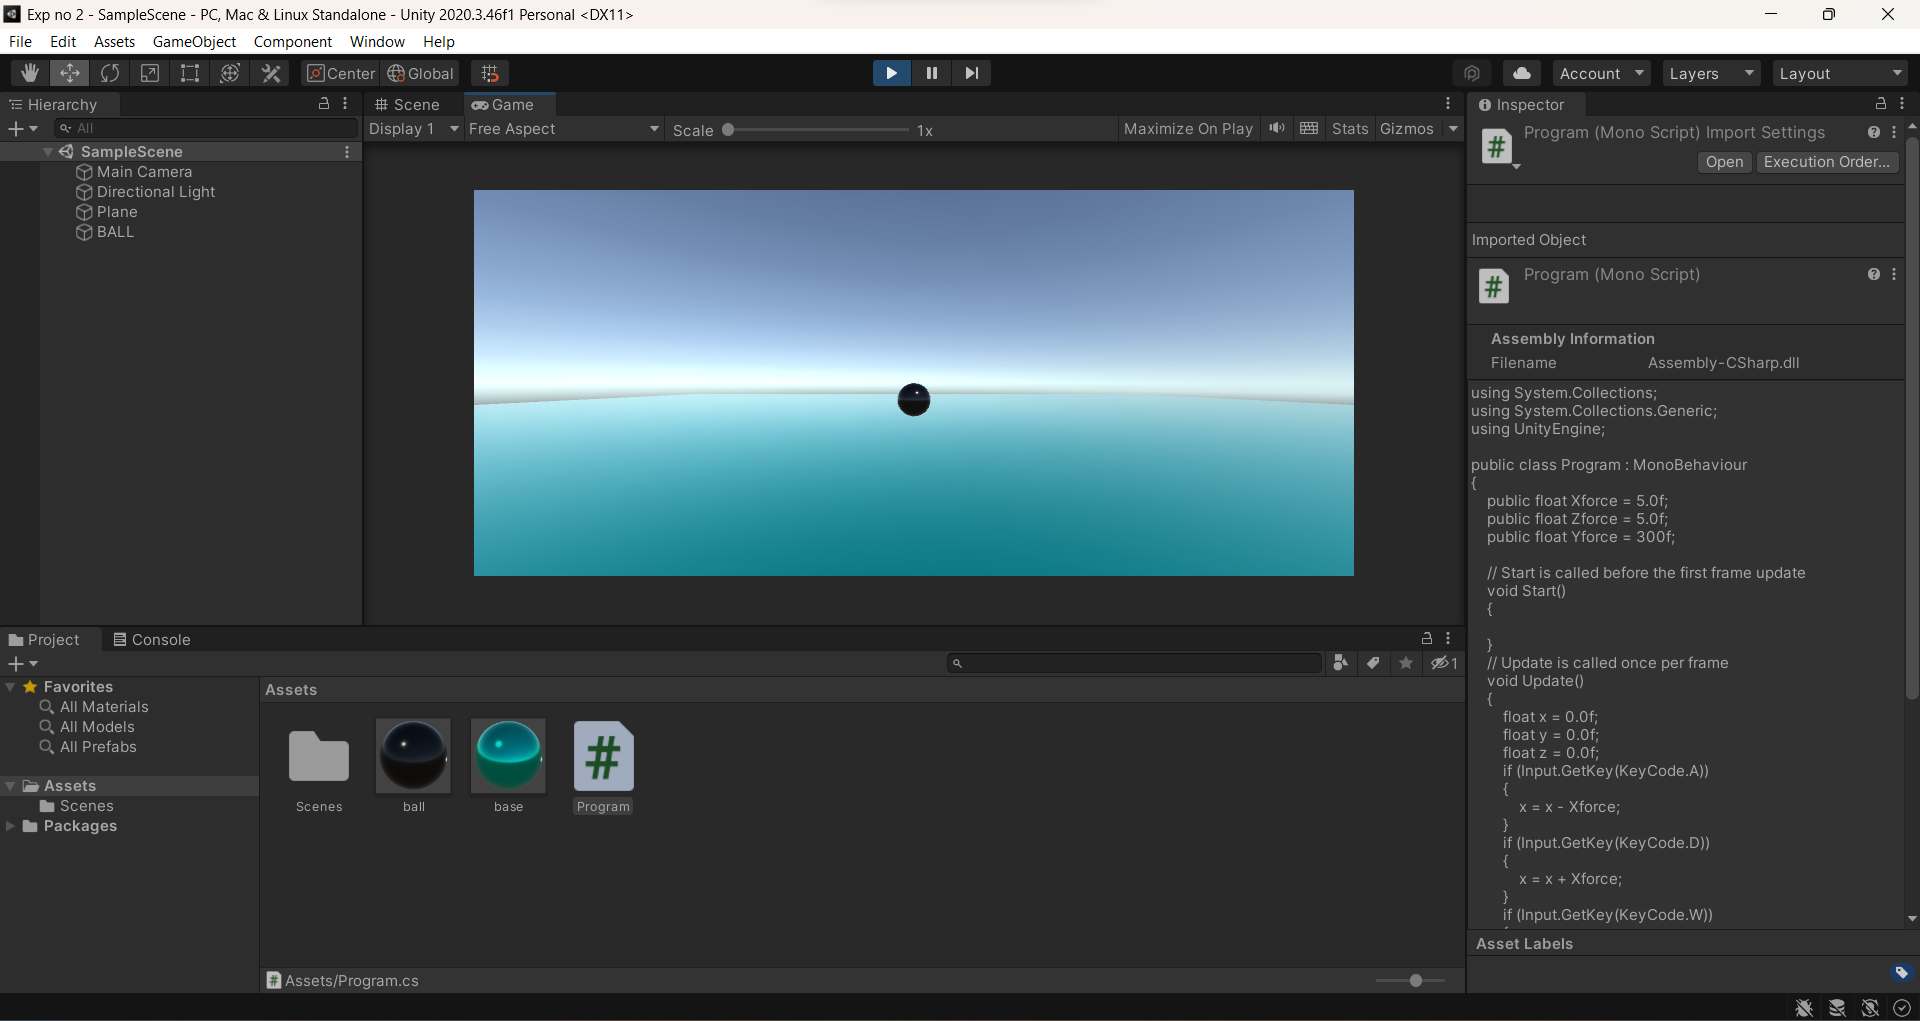 Exp no 2 - SampleScene - PC, Mac & Linux Standalone - Unity 2020.3.46f1 Personal <DX11>
File Edit Assets GameObject Component Window Help
Center Global Account Layers Layout
Hierarchy
All
SampleScene
Main Camera
Directional Light
Plane
BALL
Scene Game
Display 1 Free Aspect Scale 1x Maximize On Play Stats Gizmos
Project Console
1
Favorites
All Materials
All Models
All Prefabs
Assets
Scenes
Packages
Assets
Scenes ball base Program
Assets/Program.cs
Inspector
Program (Mono Script) Import Settings
Open Execution Order...
Imported Object
Program (Mono Script)
Assembly Information
Filename Assembly-CSharp.dll
using System.Collections;
using System.Collections.Generic;
using UnityEngine;
public class Program : MonoBehaviour
{
public float Xforce = 5.0f;
public float Zforce = 5.0f;
public float Yforce = 300f;
// Start is called before the first frame update
void Start()
{
}
// Update is called once per frame
void Update()
{
float x = 0.0f;
float y = 0.0f;
float z = 0.0f;
if (Input.GetKey(KeyCode.A))
{
x = x - Xforce;
}
if (Input.GetKey(KeyCode.D))
{
x = x + Xforce;
}
if (Input.GetKey(KeyCode.W))
Asset Labels